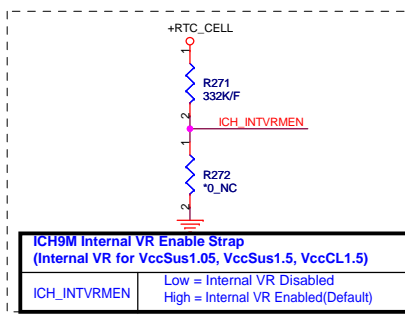 +RTC_CELL
1
R271
332K/F
2
ICH_INTVRMEN
1
R272
*0_NC
2
ICH9M Internal VR Enable Strap
(Internal VR for VccSus1.05, VccSus1.5, VccCL1.5)
ICH_INTVRMEN
Low = Internal VR Disabled
High = Internal VR Enabled(Default)